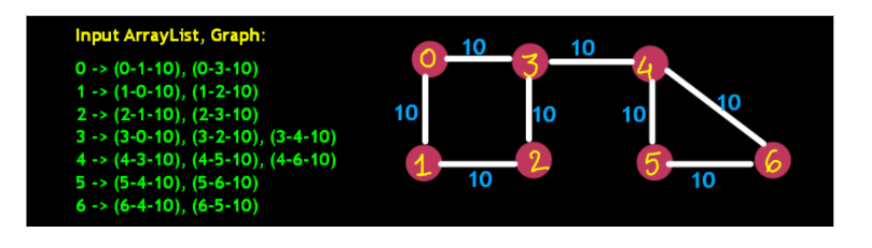 Input ArrayList, Graph:
0 -> (0-1-10), (0-3-10)
1 -> (1-0-10), (1-2-10)
2 -> (2-1-10), (2-3-10)
3 -> (3-0-10), (3-2-10), (3-4-10)
4 -> (4-3-10), (4-5-10), (4-6-10)
5 -> (5-4-10), (5-6-10)
6 -> (6-4-10), (6-5-10)
10 10
0 3 4
10 10 10 10
1 2 5 6
10 10